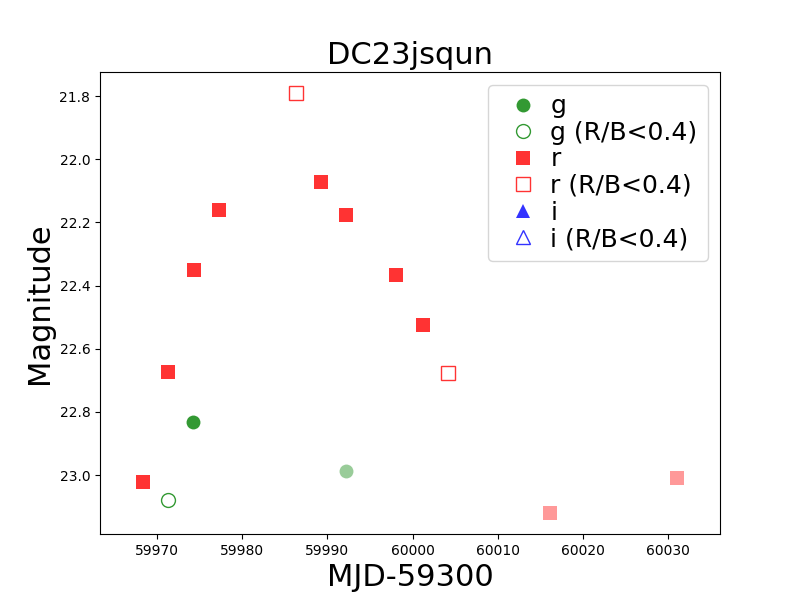 DC23jsqun
g
g (R/B<0.4)
r
r (R/B<0.4)
i
i (R/B<0.4)
Magnitude
21.8
22.0
22.2
22.4
22.6
22.8
23.0
59970
59980
59990
60000
60010
60020
60030
MJD-59300